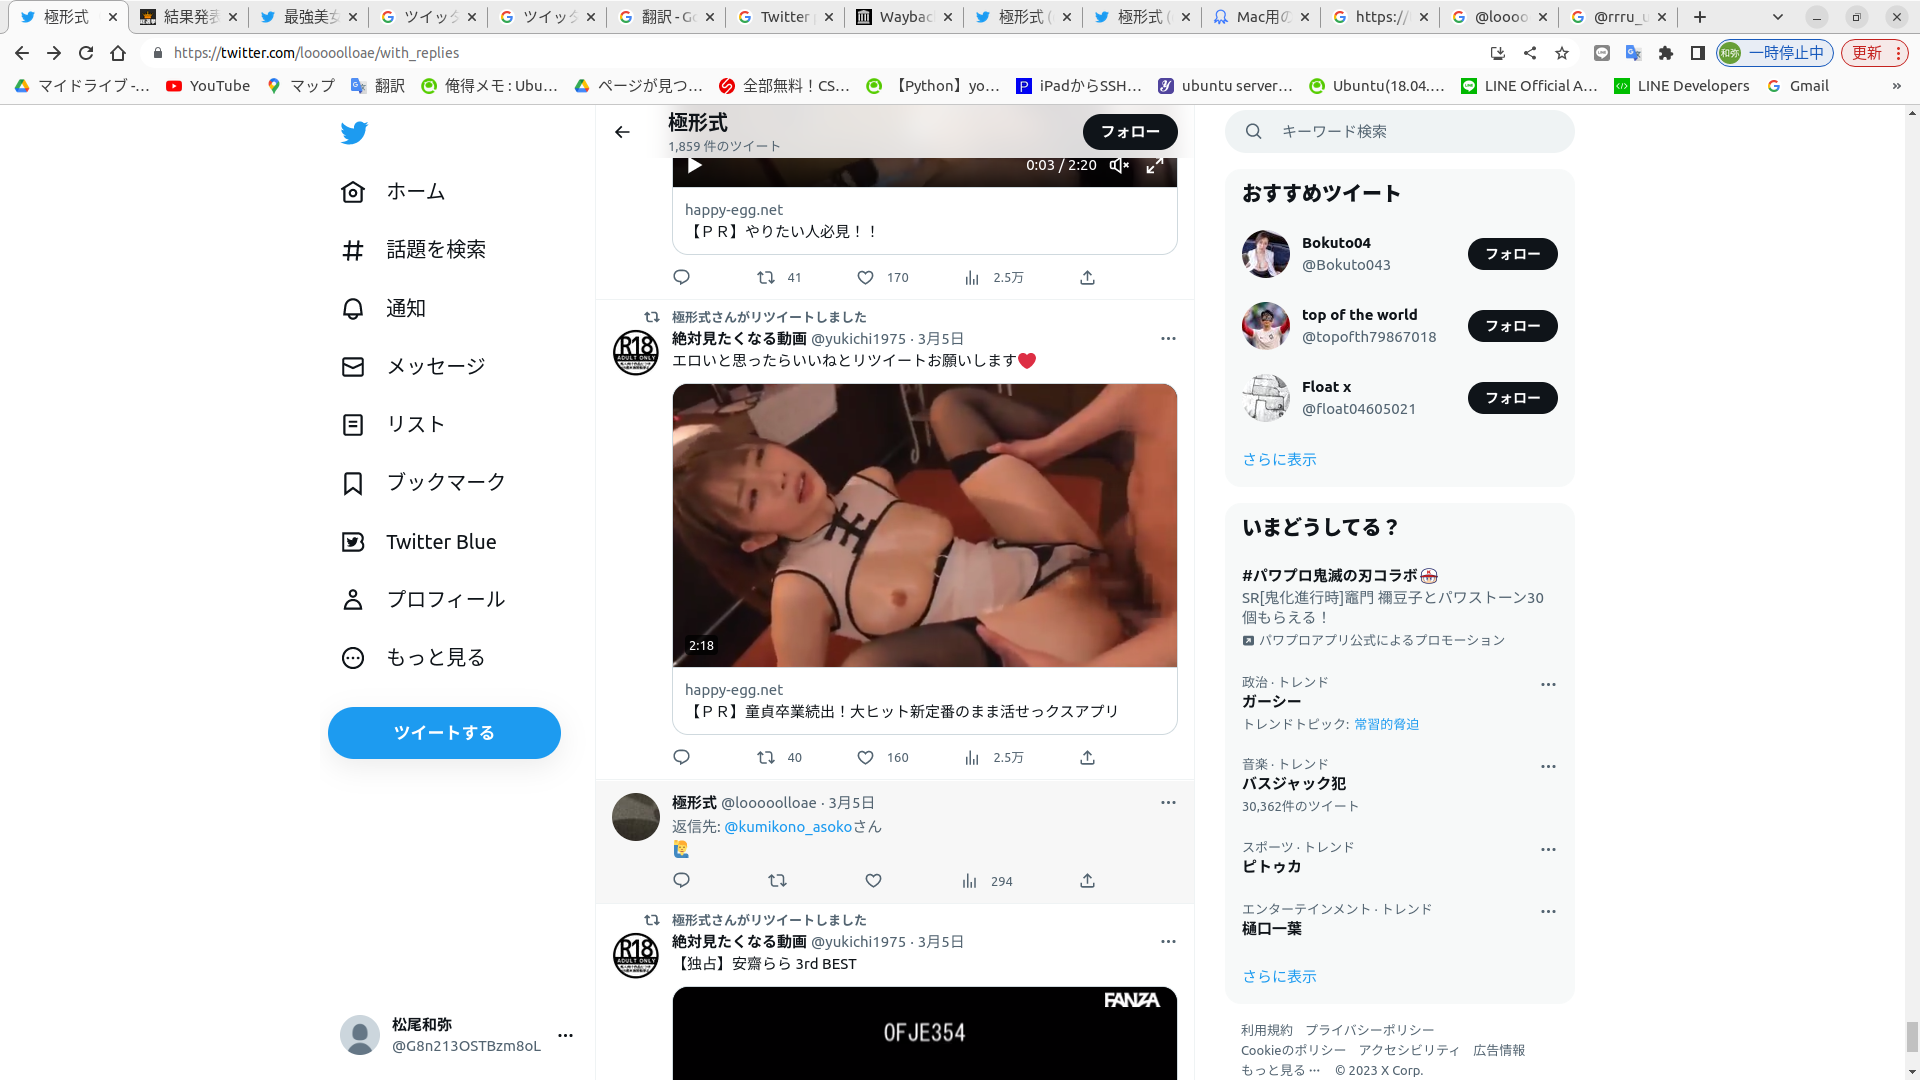 極形式
結果発表
最強美女
ツイッタ
ツイッタ
翻訳 - Go
Twitter
Wayback
極形式 (
極形式 (
Mac用の
https://
@loooo
@rrru_u
https://twitter.com/looooolloae/with_replies
和弥
一時停止中
更新
マイドライブ -...
YouTube
マップ
翻訳
俺得メモ : Ubu...
ページが見つ...
全部無料！CS...
【Python】yo...
iPadからSSH...
ubuntu server...
Ubuntu(18.04....
LINE Official A...
LINE Developers
Gmail
»
ホーム
話題を検索
通知
メッセージ
リスト
ブックマーク
Twitter Blue
プロフィール
もっと見る
ツイートする
松尾和弥
@G8n213OSTBzm8oL
極形式
1,859 件のツイート
フォロー
0:03 / 2:20
happy-egg.net
【ＰＲ】やりたい人必見！！
41 170 2.5万
極形式さんがリツイートしました
R18
ADULT ONLY
絶対見たくなる動画 @yukichi1975 · 3月5日
エロいと思ったらいいねとリツイートお願いします❤
2:18
happy-egg.net
【ＰＲ】童貞卒業続出！大ヒット新定番のまま活せっクスアプリ
40 160 2.5万
極形式 @looooolloae · 3月5日
返信先: @kumikono_asokoさん
🙋‍♂️
294
極形式さんがリツイートしました
R18
ADULT ONLY
絶対見たくなる動画 @yukichi1975 · 3月5日
【独占】安齋らら 3rd BEST
FANZA
OFJE354
キーワード検索
おすすめツイート
Bokuto04
@Bokuto043
フォロー
top of the world
@topofth79867018
フォロー
Float x
@float04605021
フォロー
さらに表示
いまどうしてる？
#パワプロ鬼滅の刃コラボ
SR[鬼化進行時]竈門 禰豆子とパワストーン30
個もらえる！
パワプロアプリ公式によるプロモーション
政治 · トレンド
ガーシー
トレンドトピック: 常習的脅迫
音楽 · トレンド
バスジャック犯
30,362件のツイート
スポーツ · トレンド
ピトゥカ
エンターテインメント · トレンド
樋口一葉
さらに表示
利用規約 プライバシーポリシー
Cookieのポリシー アクセシビリティ 広告情報
もっと見る ··· © 2023 X Corp.